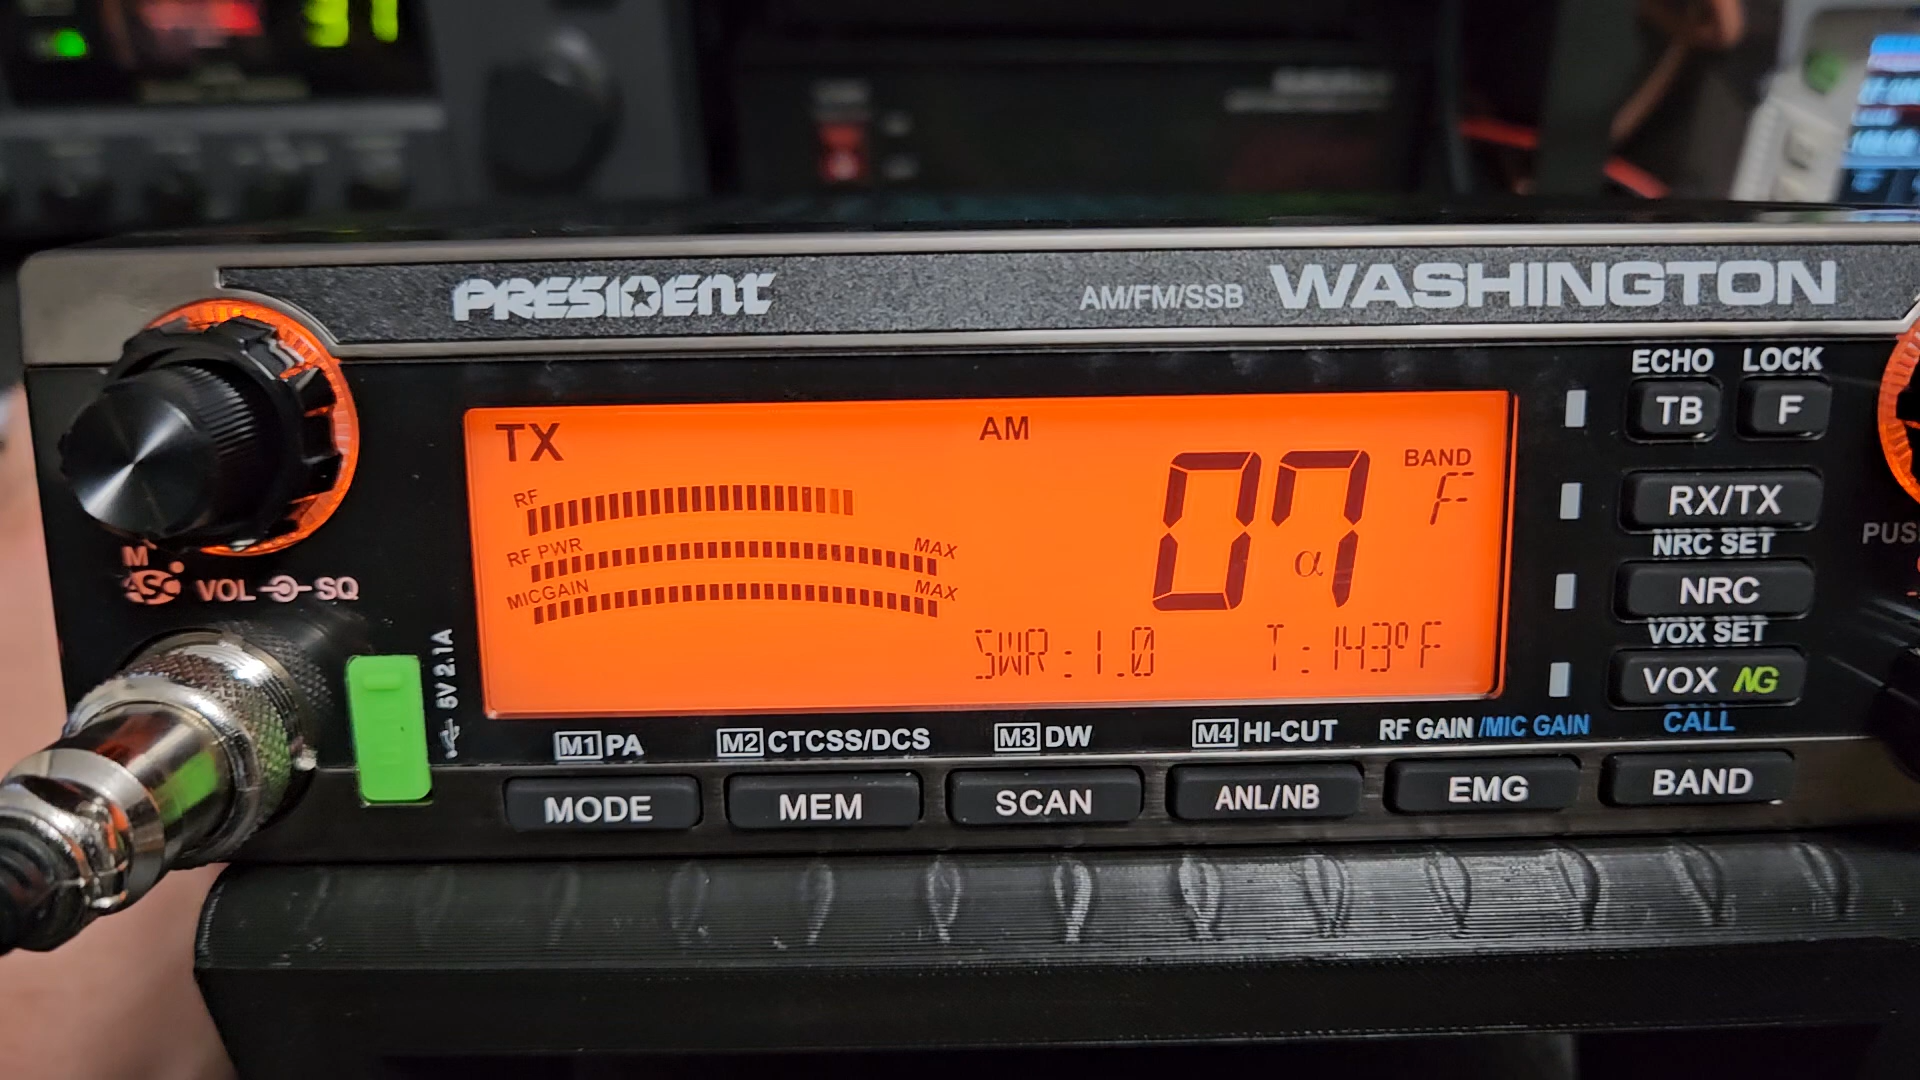 PRESIDENT
AM/FM/SSB WASHINGTON
ECHO LOCK
TB F
TX
AM
BAND
F
RF
07
α
RF PWR MAX
MICGAIN MAX
SWR:1.0 T:143°F
RX/TX
NRC SET
NRC
VOX SET
VOX NG
CALL
M
ASC VOL SQ
5V 2.1A
PUS
M1 PA
M2 CTCSS/DCS
M3 DW
M4 HI-CUT
RF GAIN /MIC GAIN
MODE
MEM
SCAN
ANL/NB
EMG
BAND